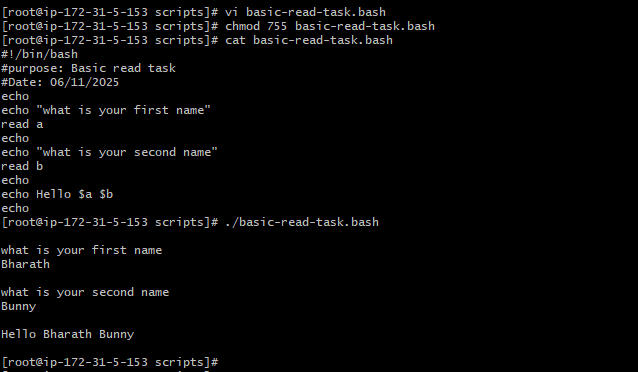 [root@ip-172-31-5-153 scripts]# vi basic-read-task.bash
[root@ip-172-31-5-153 scripts]# chmod 755 basic-read-task.bash
[root@ip-172-31-5-153 scripts]# cat basic-read-task.bash
#!/bin/bash
#purpose: Basic read task
#Date: 06/11/2025
echo
echo "what is your first name"
read a
echo
echo "what is your second name"
read b
echo
echo Hello $a $b
echo
[root@ip-172-31-5-153 scripts]# ./basic-read-task.bash
what is your first name
Bharath
what is your second name
Bunny
Hello Bharath Bunny
[root@ip-172-31-5-153 scripts]#